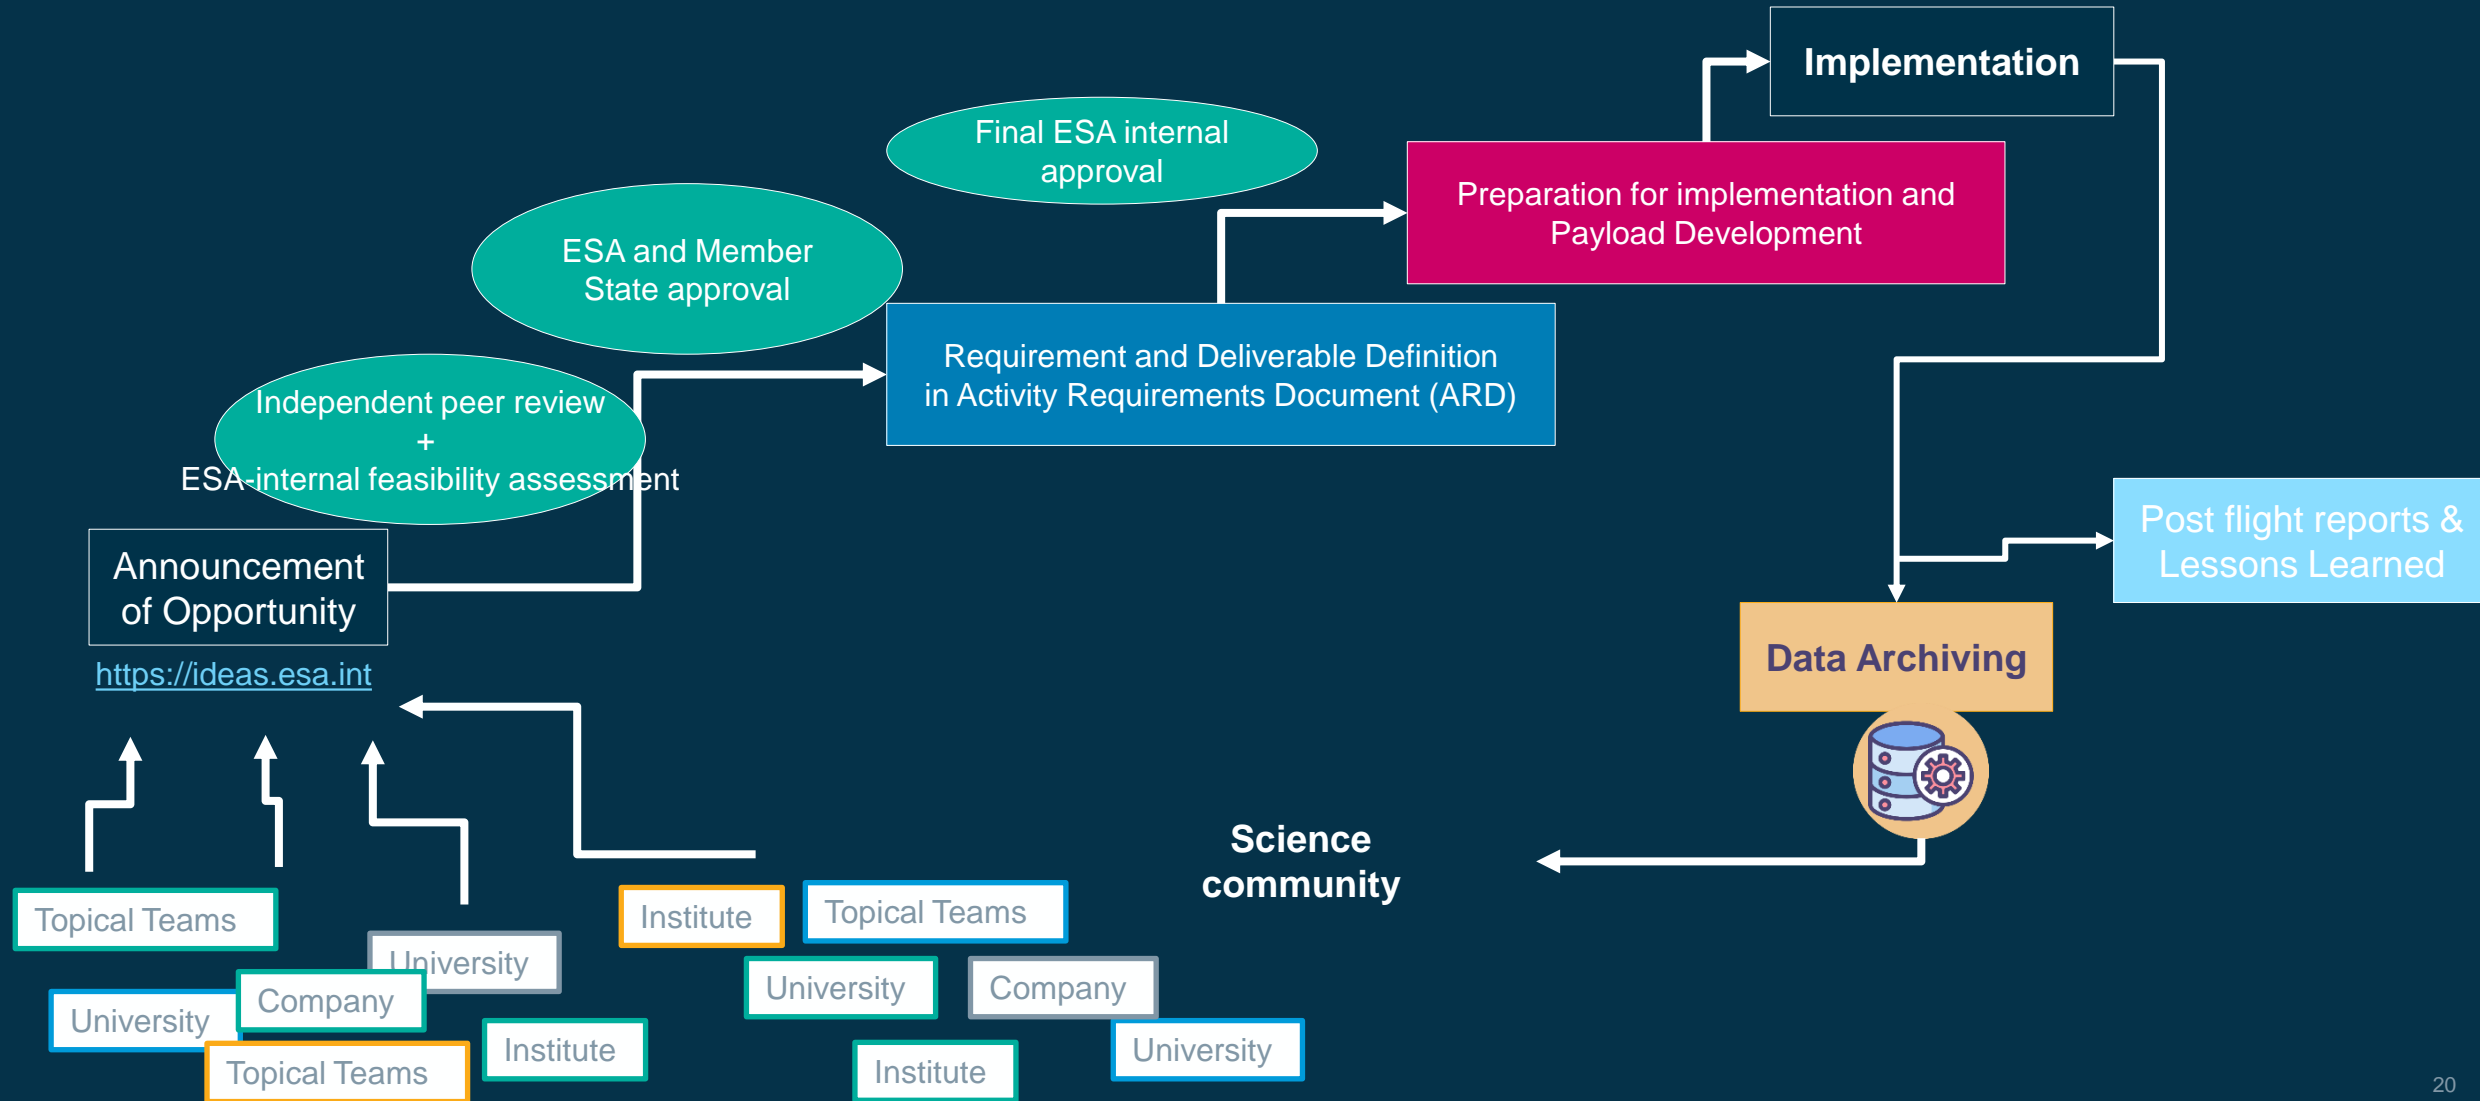 Implementation
Final ESA internal
approval
Preparation for implementation and
Payload Development
ESA and Member
State approval
Requirement and Deliverable Definition
in Activity Requirements Document (ARD)
Independent peer review
+
ESA-internal feasibility assessment
Announcement
of Opportunity
https://ideas.esa.int
Post flight reports &
Lessons Learned
Data Archiving
Science
community
Topical Teams
University
Company
University
Topical Teams
Institute
Institute
Topical Teams
University
Company
Institute
University
20